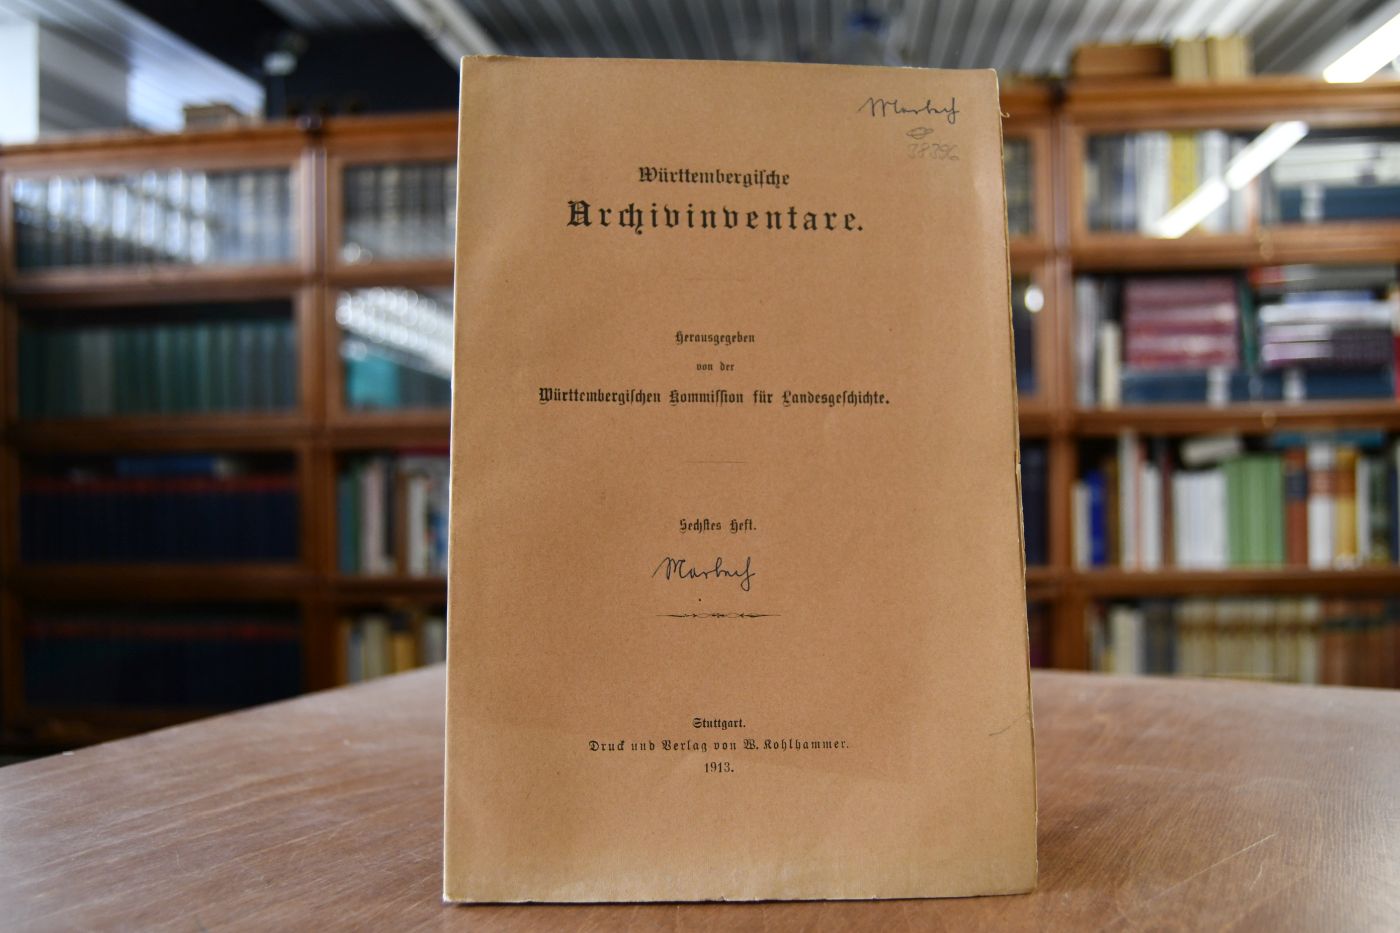 Marbach
38396
Württembergiſche
Archivinventare.
Herausgegeben
von der
Württembergiſchen Kommiſſion für Landesgeſchichte.
Sechſtes Heft.
Marbach
Stuttgart.
Druck und Verlag von W. Kohlhammer.
1913.